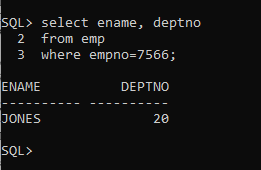 SQL> select ename, deptno
  2  from emp
  3  where empno=7566;
ENAME          DEPTNO
---------- ----------
JONES              20
SQL>